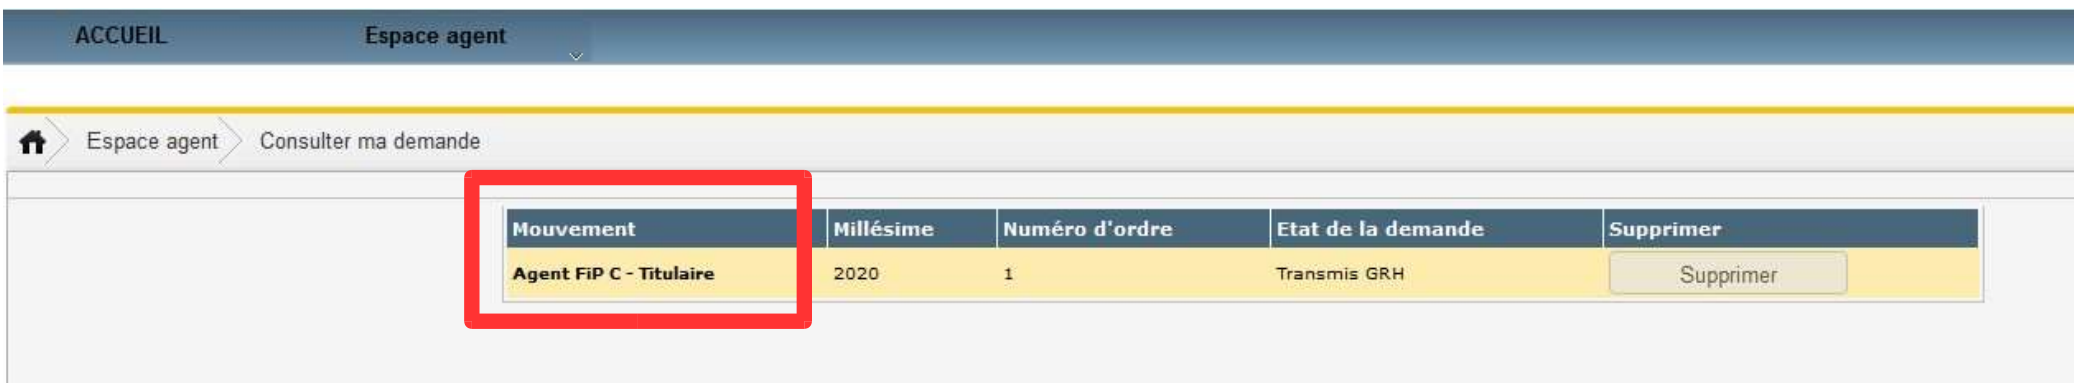 ACCUEIL Espace agent
Espace agent Consulter ma demande
Mouvement Millésime Numéro d'ordre Etat de la demande Supprimer
Agent FiP C - Titulaire 2020 1 Transmis GRH Supprimer